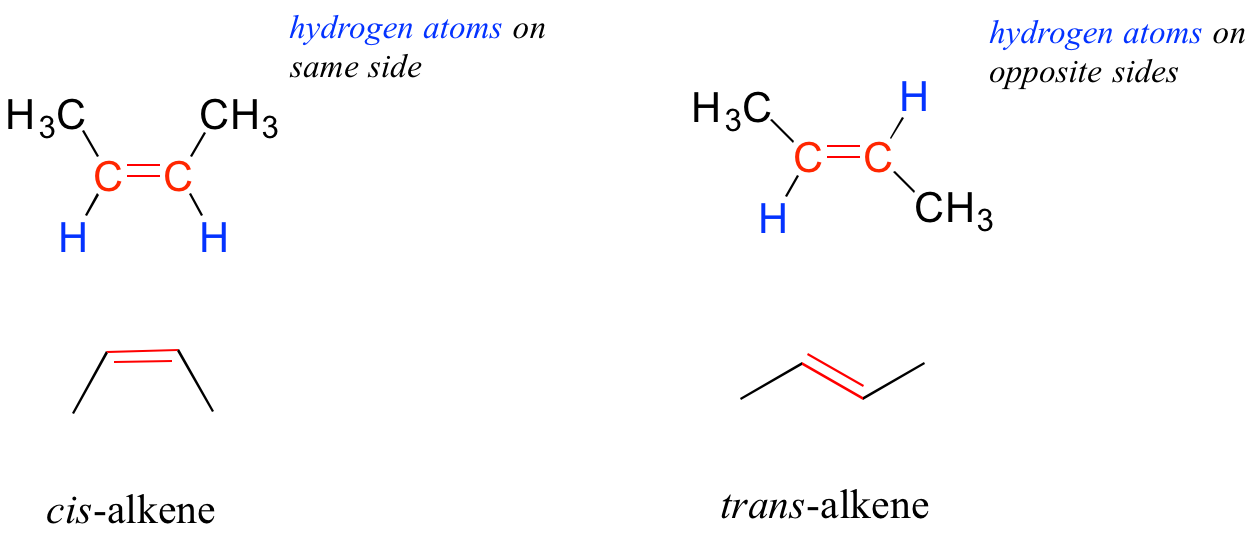 hydrogen atoms on
same side
H₃C CH₃
C=C
H H
cis-alkene
hydrogen atoms on
opposite sides
H
H₃C
C=C
H
CH₃
trans-alkene